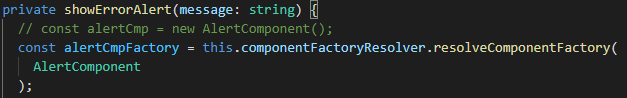 private showErrorAlert(message: string) {
// const alertCmp = new AlertComponent();
const alertCmpFactory = this.componentFactoryResolver.resolveComponentFactory(
AlertComponent
);